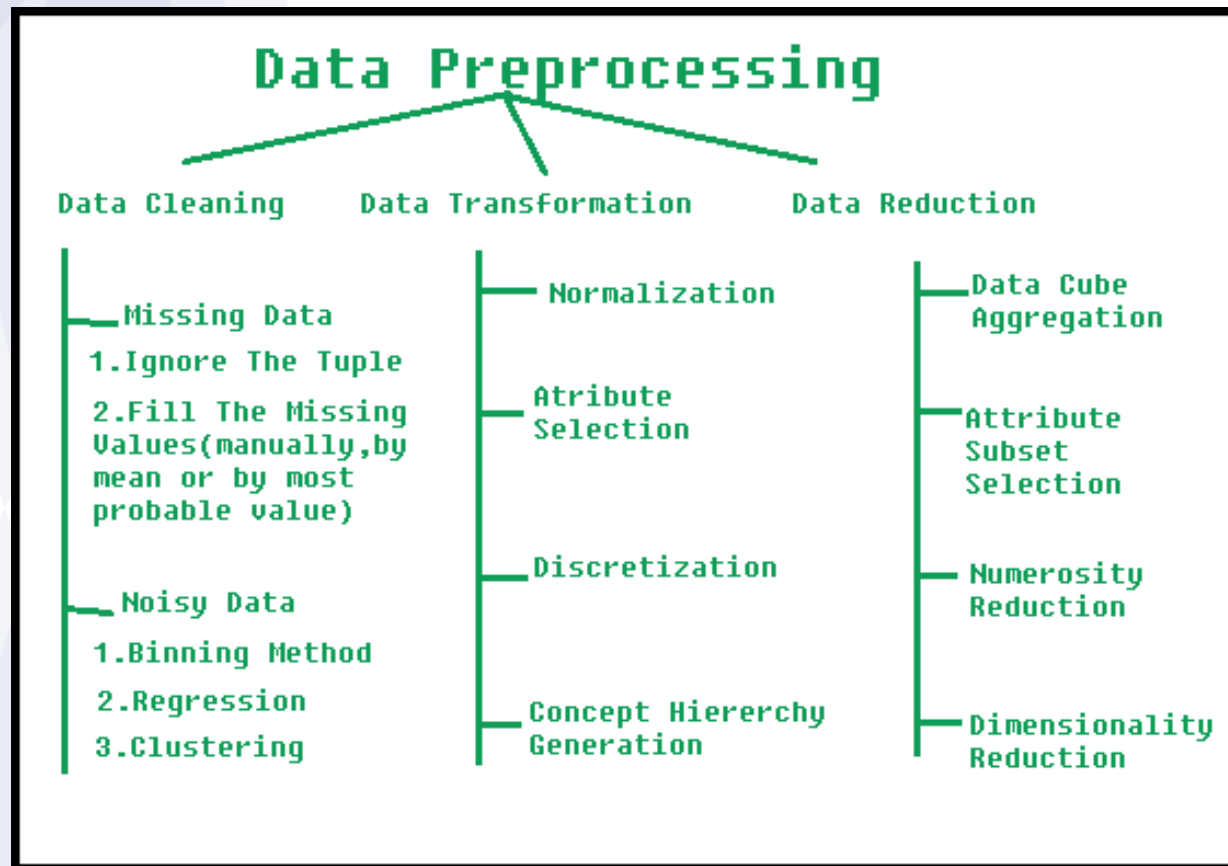 Data Preprocessing
Data Cleaning
Missing Data
1.Ignore The Tuple
2.Fill The Missing
Values(manually,by
mean or by most
probable value)
Noisy Data
1.Binning Method
2.Regression
3.Clustering
Data Transformation
Normalization
Atribute
Selection
Discretization
Concept Hiererchy
Generation
Data Reduction
Data Cube
Aggregation
Attribute
Subset
Selection
Numerosity
Reduction
Dimensionality
Reduction